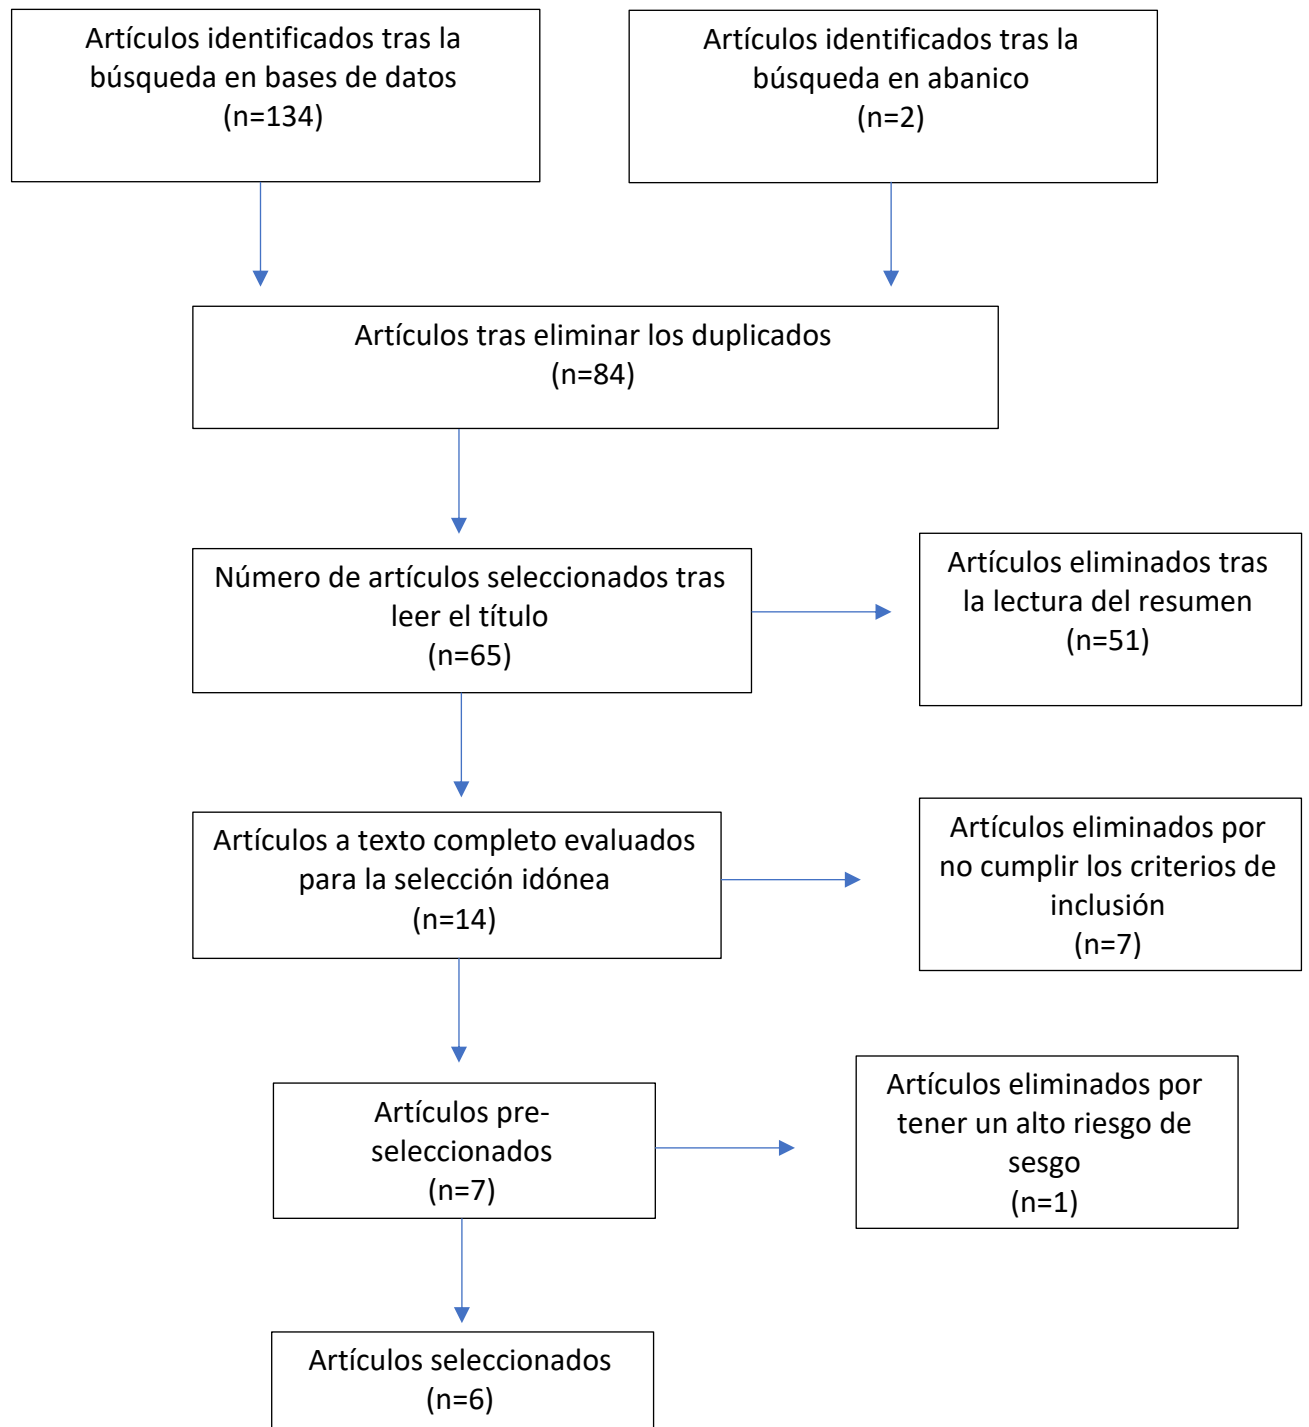 Artículos identificados tras la
búsqueda en bases de datos
(n=134)
Artículos identificados tras la
búsqueda en abanico
(n=2)
Artículos tras eliminar los duplicados
(n=84)
Número de artículos seleccionados tras
leer el título
(n=65)
Artículos eliminados tras
la lectura del resumen
(n=51)
Artículos a texto completo evaluados
para la selección idónea
(n=14)
Artículos eliminados por
no cumplir los criterios de
inclusión
(n=7)
Artículos pre-
seleccionados
(n=7)
Artículos eliminados por
tener un alto riesgo de
sesgo
(n=1)
Artículos seleccionados
(n=6)